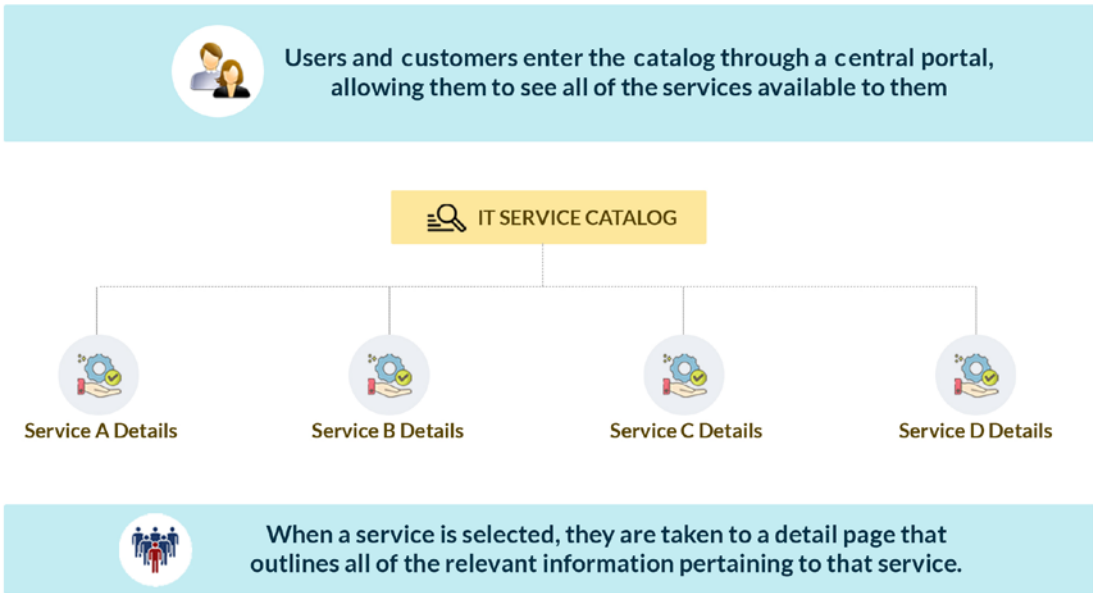 Users and customers enter the catalog through a central portal,
allowing them to see all of the services available to them
IT SERVICE CATALOG
Service A Details
Service B Details
Service C Details
Service D Details
When a service is selected, they are taken to a detail page that
outlines all of the relevant information pertaining to that service.